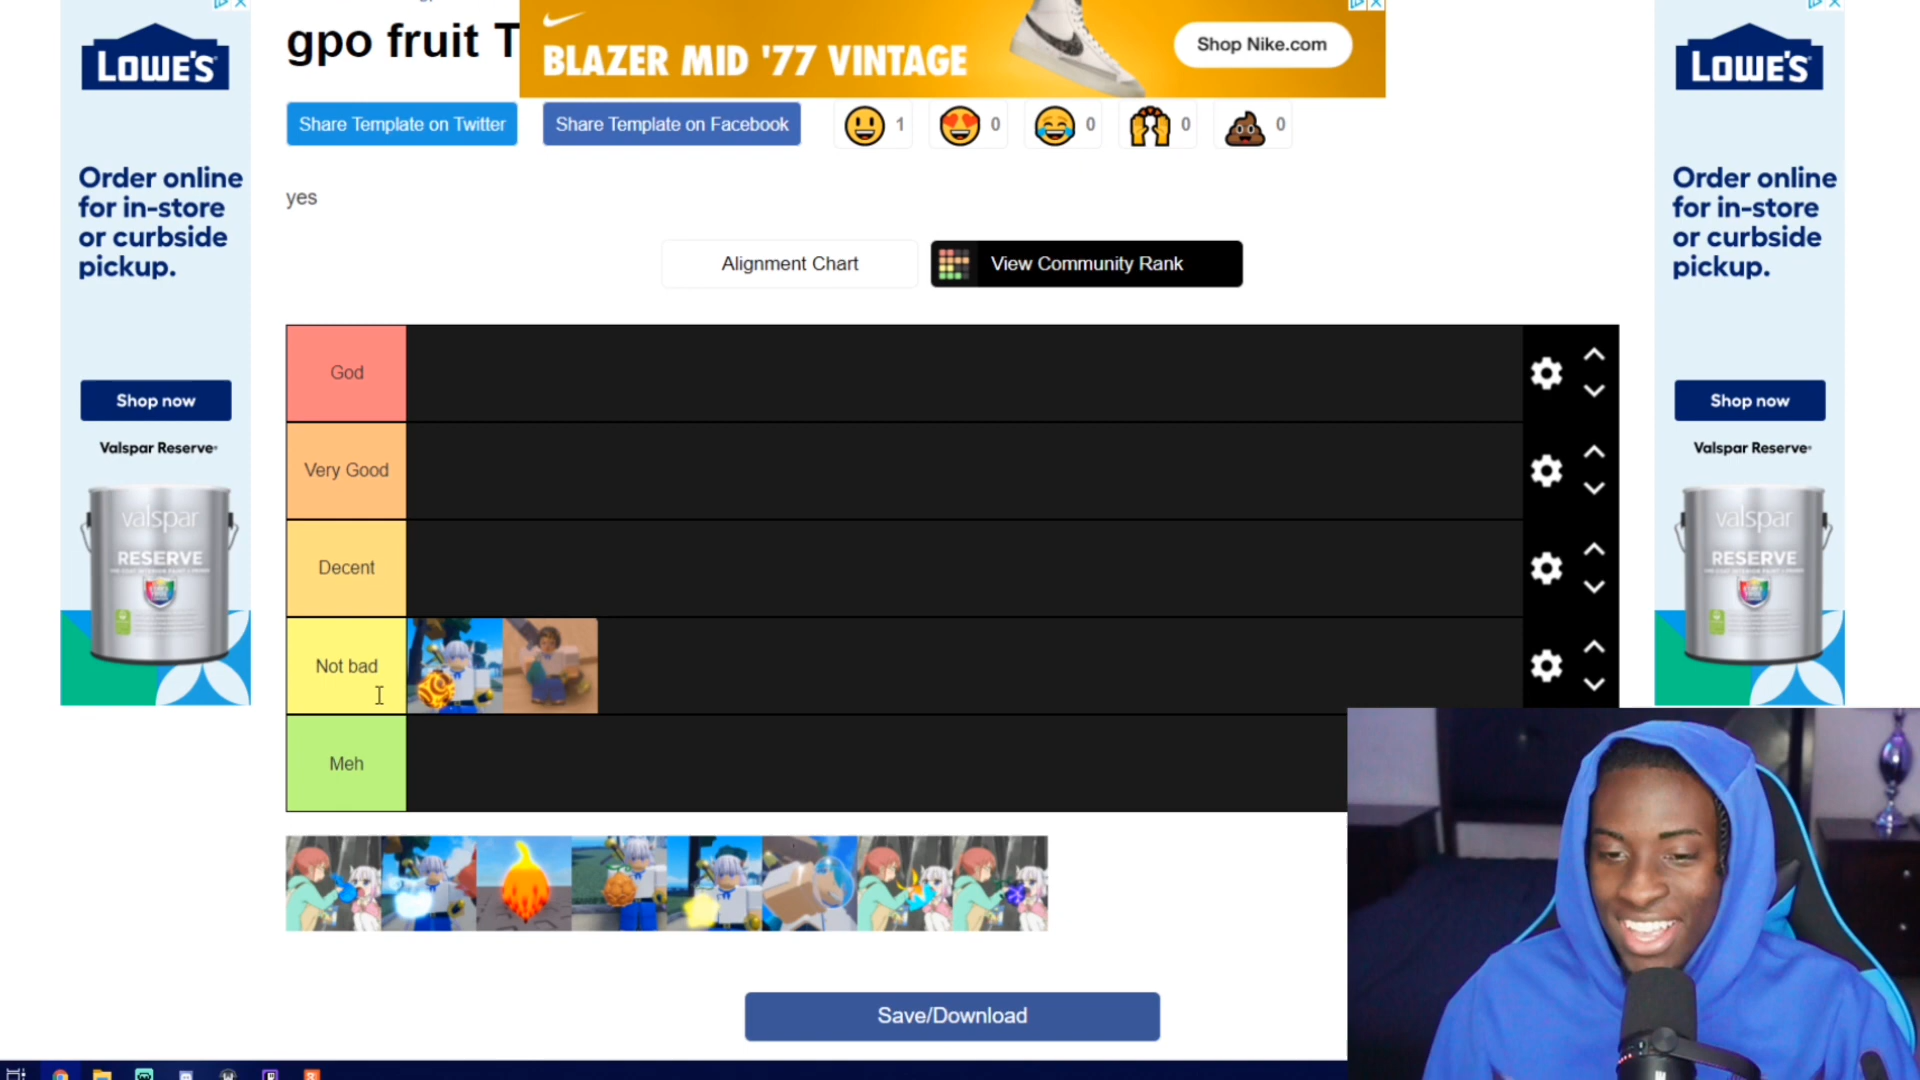 LOWE'S
Order online
for in-store
or curbside
pickup.
Shop now
Valspar Reserve
valspar
RESERVE
gpo fruit T
BLAZER MID '77 VINTAGE
Shop Nike.com
Share Template on Twitter
Share Template on Facebook
1
0
0
0
0
yes
Alignment Chart
View Community Rank
God
Very Good
Decent
Not bad
Meh
Save/Download
LOWE'S
Order online
for in-store
or curbside
pickup.
Shop now
Valspar Reserve
valspar
RESERVE